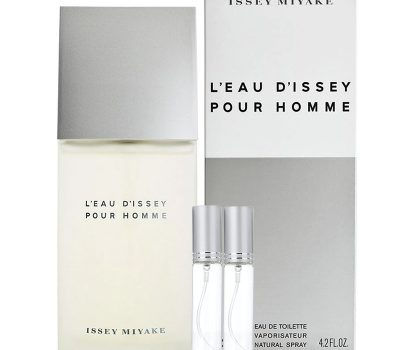 ISSEY MIYAKE
L'EAU D'ISSEY
POUR HOMME
L'EAU D'ISSEY
POUR HOMME
ISSEY MIYAKE
EAU DE TOILETTE
VAPORISATEUR
NATURAL SPRAY 4.2 FL.OZ.